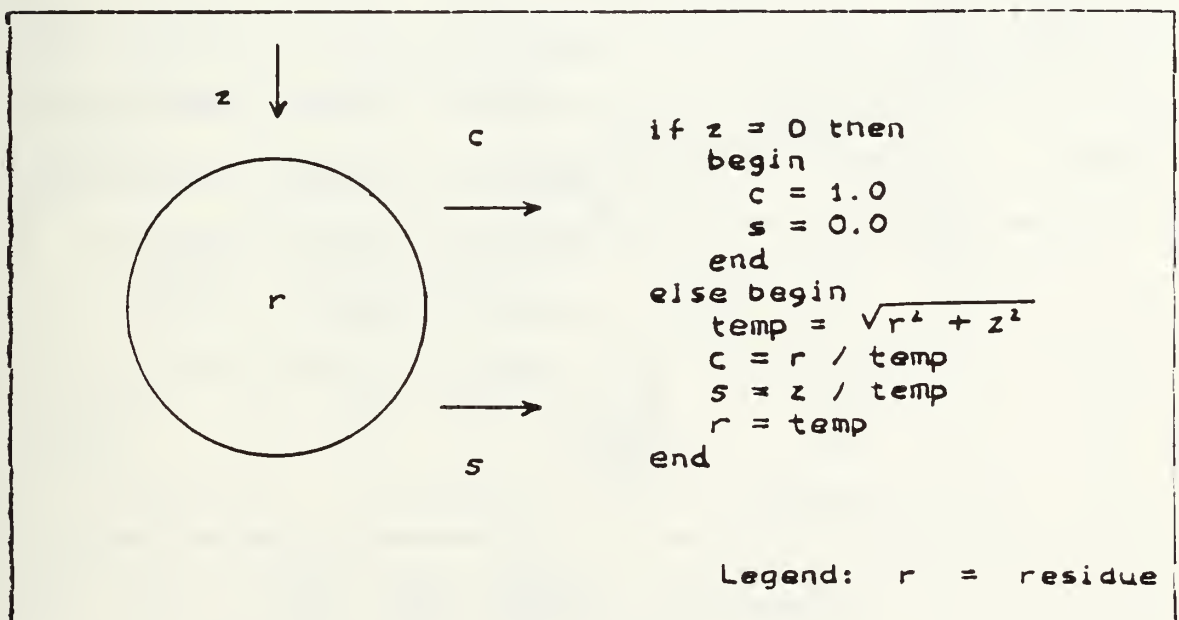 z
c
r
s
if z = 0 then
begin
c = 1.0
s = 0.0
end
else begin
temp = √r² + z²
c = r / temp
s = z / temp
r = temp
end
Legend: r = residue